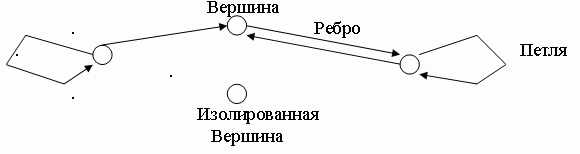 Вершина
Ребро
Петля
Изолированная
Вершина